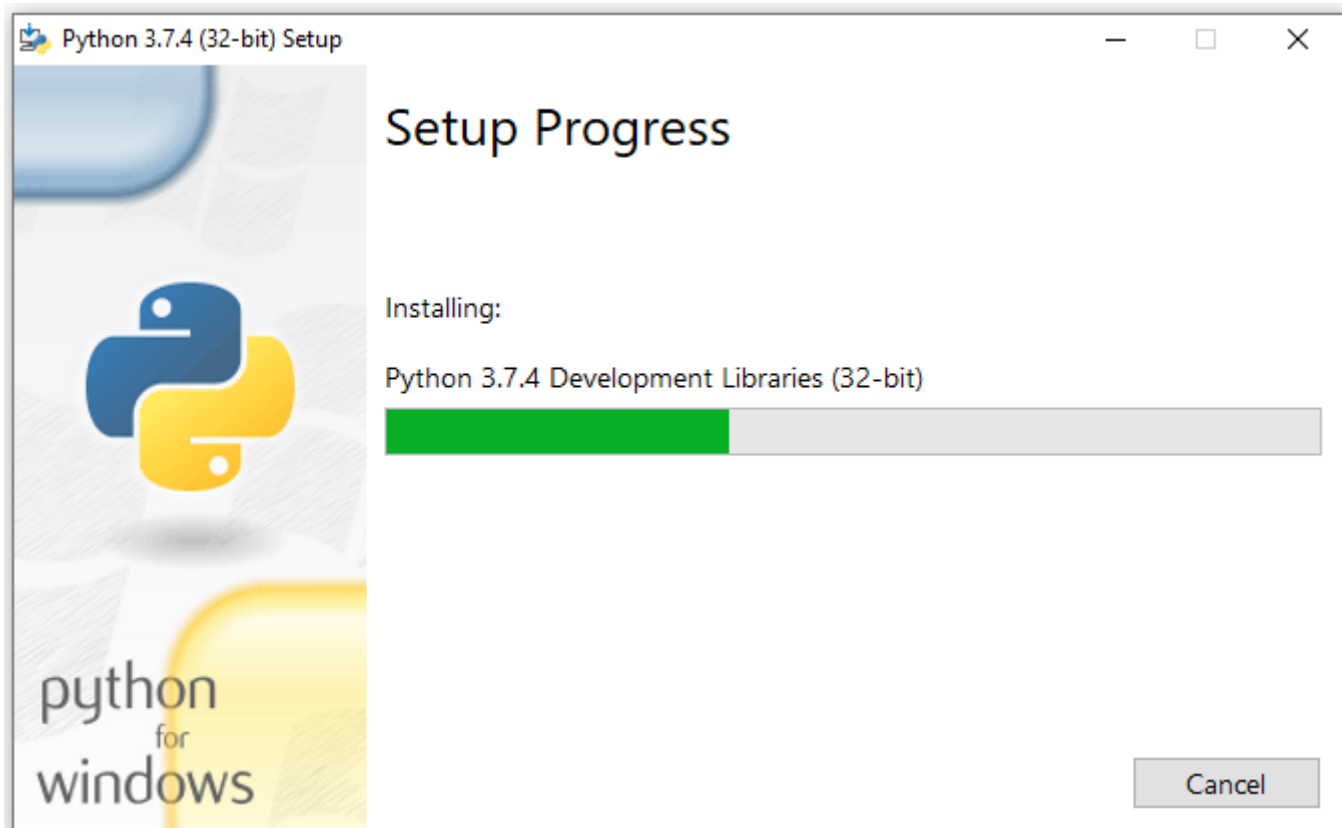 Python 3.7.4 (32-bit) Setup
Setup Progress
Installing:
Python 3.7.4 Development Libraries (32-bit)
python
for
windows
Cancel